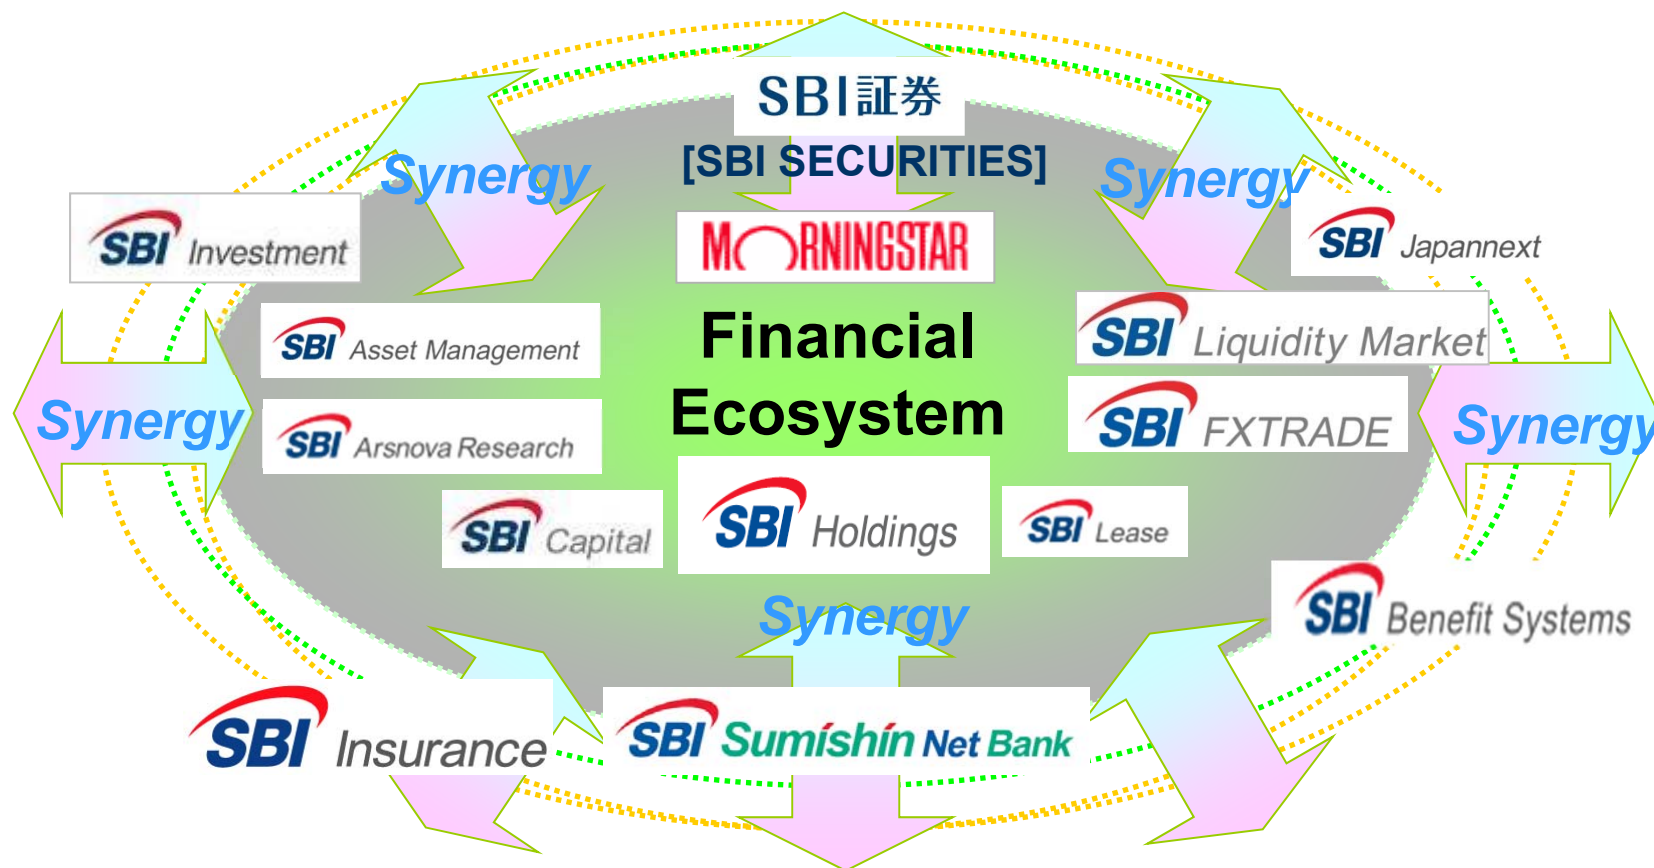 SBI証券
[SBI SECURITIES]
Synergy
Synergy
SBI Investment
MORNINGSTAR
SBI Japannext
SBI Asset Management
Financial
Ecosystem
SBI Liquidity Market
SBI Arsnova Research
SBI FXTRADE
Synergy
Synergy
SBI Capital
SBI Holdings
SBI Lease
Synergy
SBI Benefit Systems
SBI Insurance
SBI Sumishin Net Bank